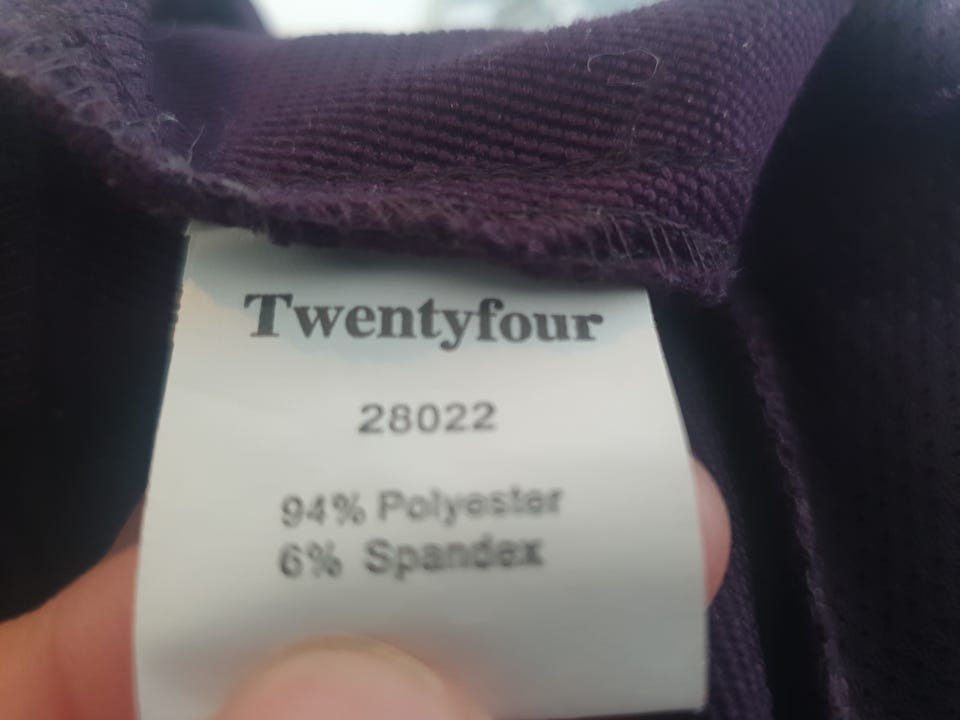 Twentyfour
28022
94% Polyester
6% Spandex